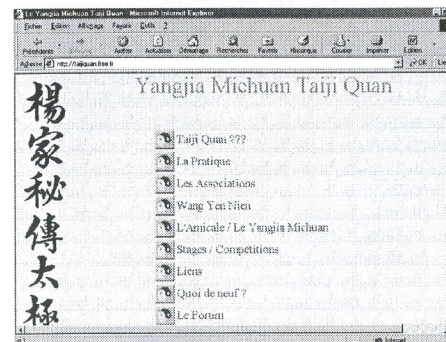 Le Yangjia Michuan Taiji Quan - Microsoft Internet Explorer
Fichier Edition Affichage Favoris Outils ?
Précédente Arrêter Actualiser Démarrage Rechercher Favoris Historique Courrier Imprimer Edition
Adresse http://taijiquan.free.fr OK
Yangjia Michuan Taiji Quan
楊家秘傳太極
Taiji Quan ???
La Pratique
Les Associations
Wang Yen Nien
L'Amicale / Le Yangjia Michuan
Stages / Compétitions
Liens
Quoi de neuf ?
Le Forum
Internet